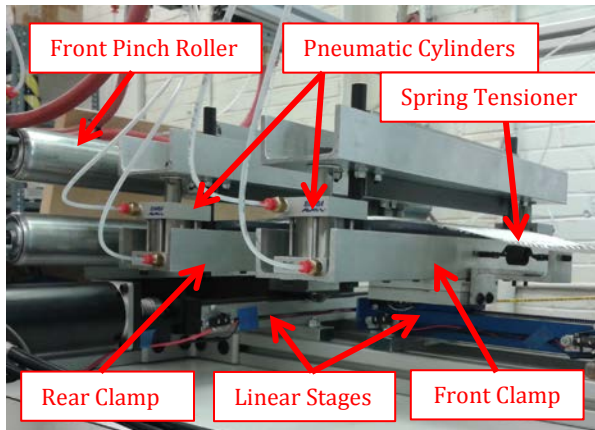 Front Pinch Roller
Pneumatic Cylinders
Spring Tensioner
Rear Clamp
Linear Stages
Front Clamp